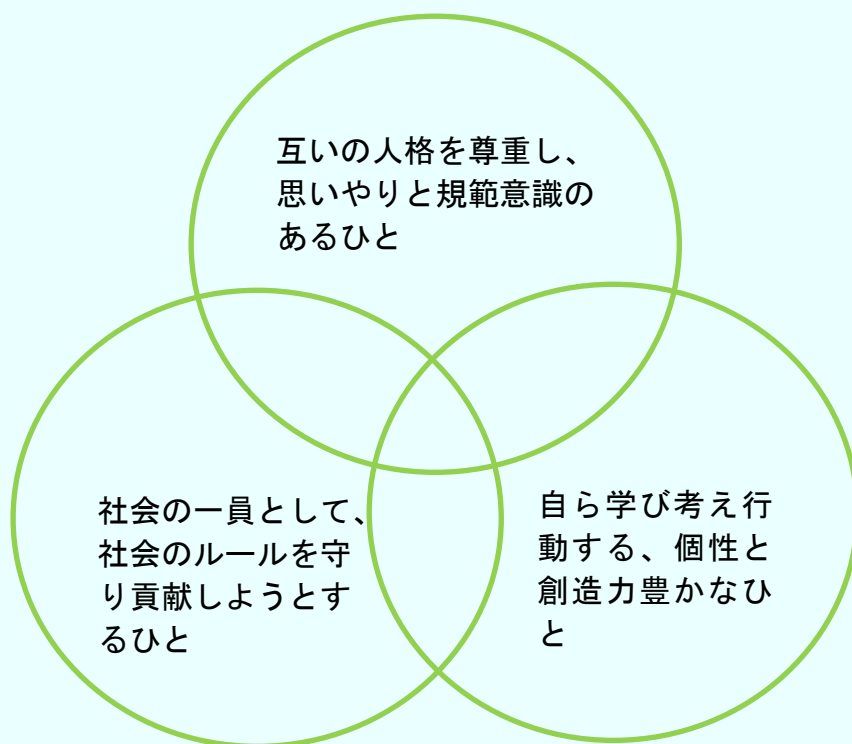 互いの人格を尊重し、
思いやりと規範意識の
あるひと
社会の一員として、
社会のルールを守
り貢献しようとす
るひと
自ら学び考え行
動する、個性と
創造力豊かなひ
と